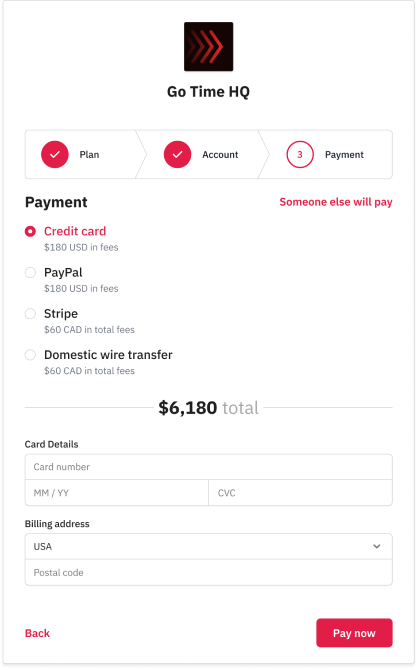 Go Time HQ
Plan
Account
3 Payment
Payment
Someone else will pay
Credit card
$180 USD in fees
PayPal
$180 USD in fees
Stripe
$60 CAD in total fees
Domestic wire transfer
$60 CAD in total fees
$6,180 total
Card Details
Card number
MM / YY
CVC
Billing address
USA
Postal code
Back
Pay now